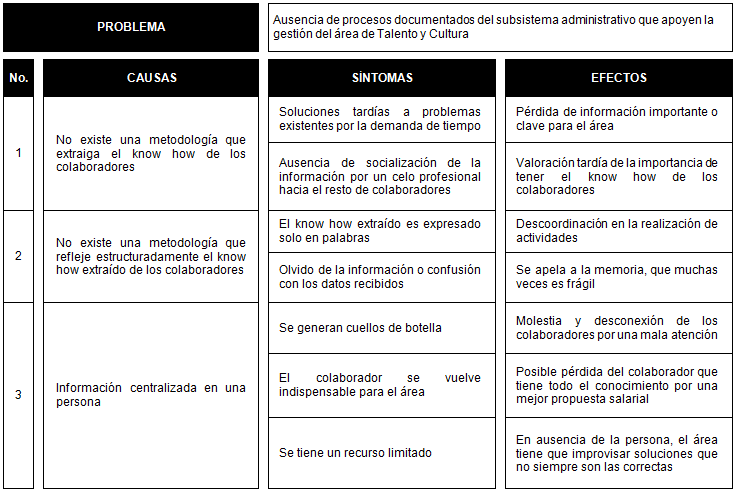 PROBLEMA
Ausencia de procesos documentados del subsistema administrativo que apoyen la
gestión del área de Talento y Cultura
No.
CAUSAS
SÍNTOMAS
EFECTOS
1
No existe una metodología que
extraiga el know how de los
colaboradores
Soluciones tardías a problemas
existentes por la demanda de tiempo
Pérdida de información importante o
clave para el área
Ausencia de socialización de la
información por un celo profesional
hacia el resto de colaboradores
Valoración tardía de la importancia de
tener el know how de los
colaboradores
2
No existe una metodología que
refleje estructuradamente el know
how extraído de los colaboradores
El know how extraído es expresado
solo en palabras
Descoordinación en la realización de
actividades
Olvido de la información o confusión
con los datos recibidos
Se apela a la memoria, que muchas
veces es frágil
3
Información centralizada en una
persona
Se generan cuellos de botella
Molestia y desconexión de los
colaboradores por una mala atención
El colaborador se vuelve
indispensable para el área
Posible pérdida del colaborador que
tiene todo el conocimiento por una
mejor propuesta salarial
Se tiene un recurso limitado
En ausencia de la persona, el área
tiene que improvisar soluciones que
no siempre son las correctas